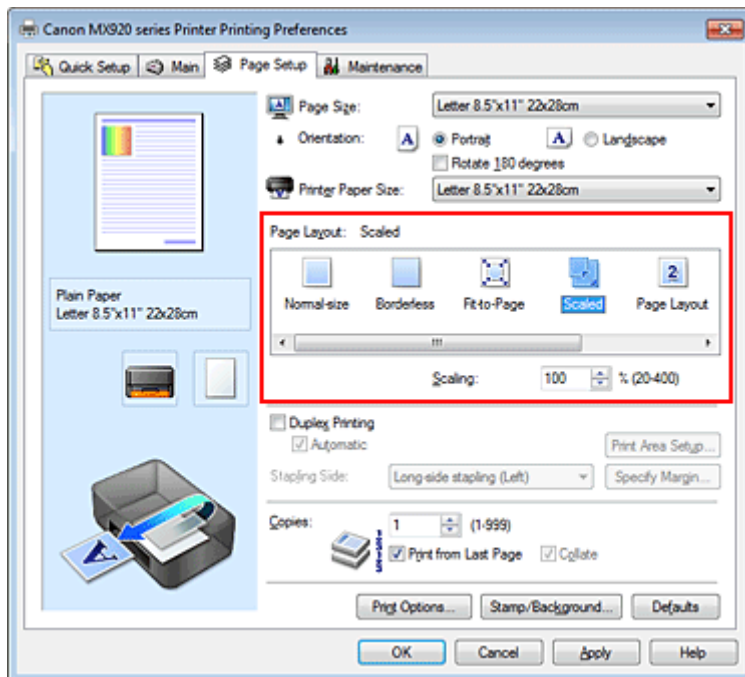 Canon MX920 series Printer Printing Preferences
Quick Setup Main Page Setup Maintenance
Page Size: Letter 8.5"x11" 22x28cm
Orientation: A Portrait A Landscape
Rotate 180 degrees
Printer Paper Size: Letter 8.5"x11" 22x28cm
Page Layout: Scaled
2
Normal-size Borderless Fit-to-Page Scaled Page Layout
Scaling: 100 % (20-400)
Plain Paper
Letter 8.5"x11" 22x28cm
Duplex Printing
Automatic Print Area Setup...
Stapling Side: Long-side stapling (Left) Specify Margin...
Copies: 1 (1-999)
Print from Last Page Collate
A
Print Options... Stamp/Background... Defaults
OK Cancel Apply Help